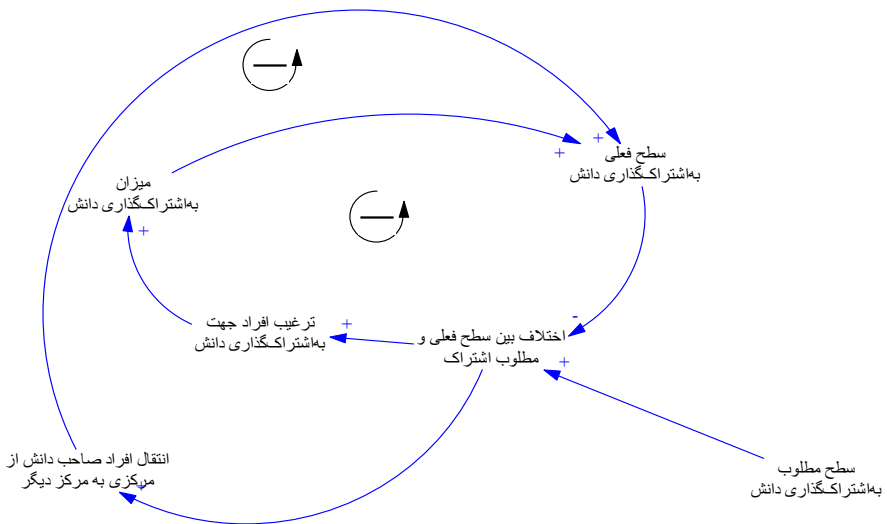 سطح فعلی
به‌اشتراک‌گذاری دانش
+
+
میزان
به‌اشتراک‌گذاری دانش
+
-
ترغیب افراد جهت
به‌اشتراک‌گذاری دانش
+
اختلاف بین سطح فعلی و
مطلوب اشتراک
+
انتقال افراد صاحب دانش از
مرکزی به مرکز دیگر
+
سطح مطلوب
به‌اشتراک‌گذاری دانش